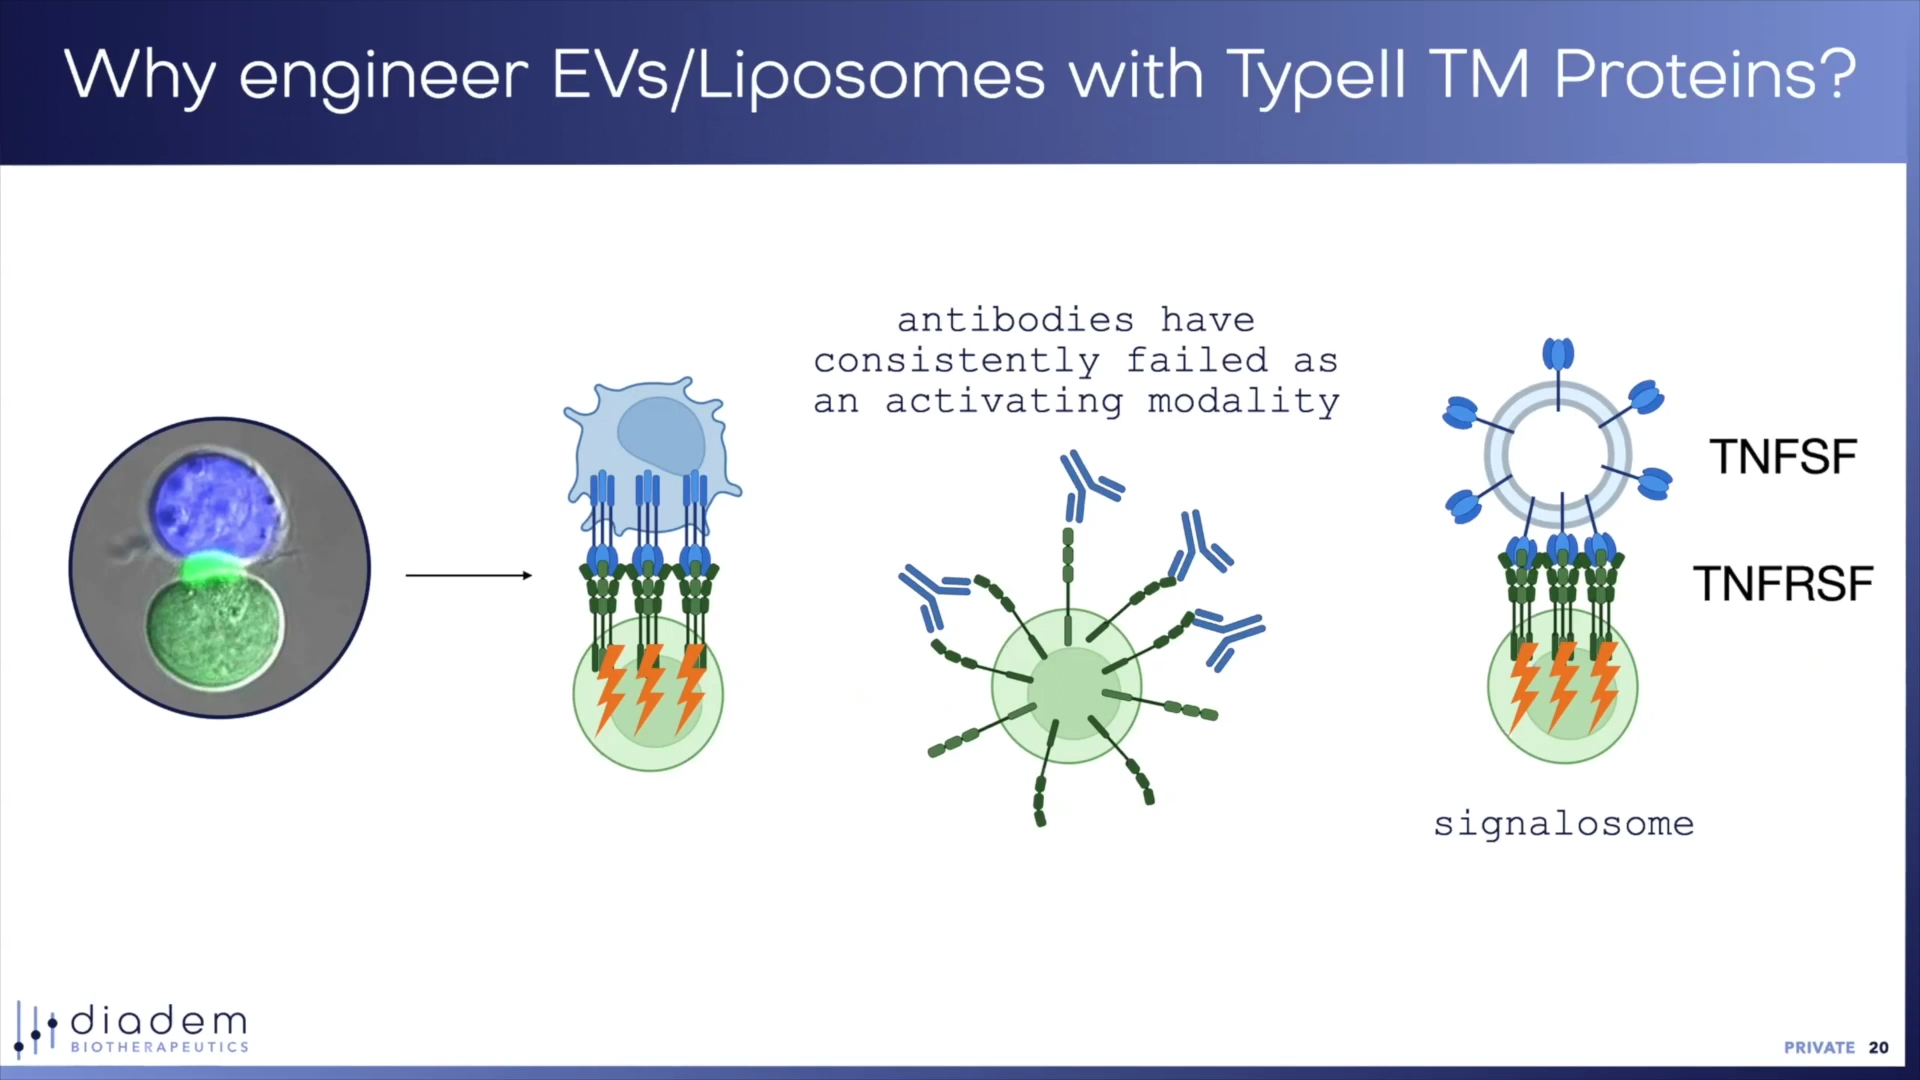 Why engineer EVs/Liposomes with TypeII TM Proteins?
antibodies have
consistently failed as
an activating modality
TNFSF
TNFRSF
signalosome
diadem
BIOTHERAPEUTICS
PRIVATE 20